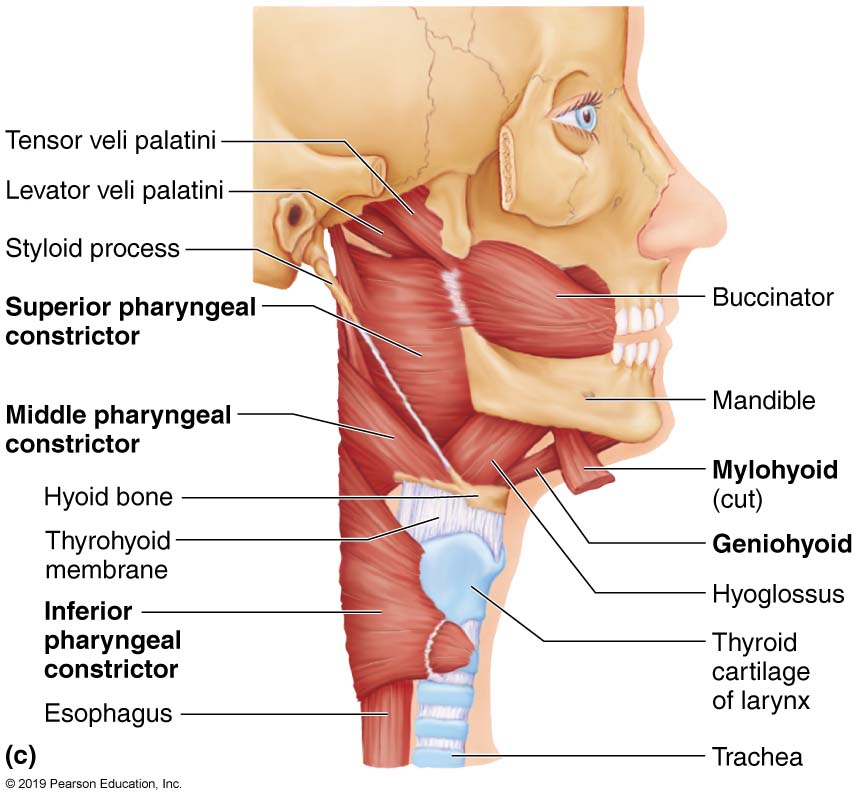 Tensor veli palatini
Levator veli palatini
Styloid process
Superior pharyngeal
constrictor
Middle pharyngeal
constrictor
Hyoid bone
Thyrohyoid
membrane
Inferior
pharyngeal
constrictor
Esophagus
(c)
© 2019 Pearson Education, Inc.
Buccinator
Mandible
Mylohyoid
(cut)
Geniohyoid
Hyoglossus
Thyroid
cartilage
of larynx
Trachea